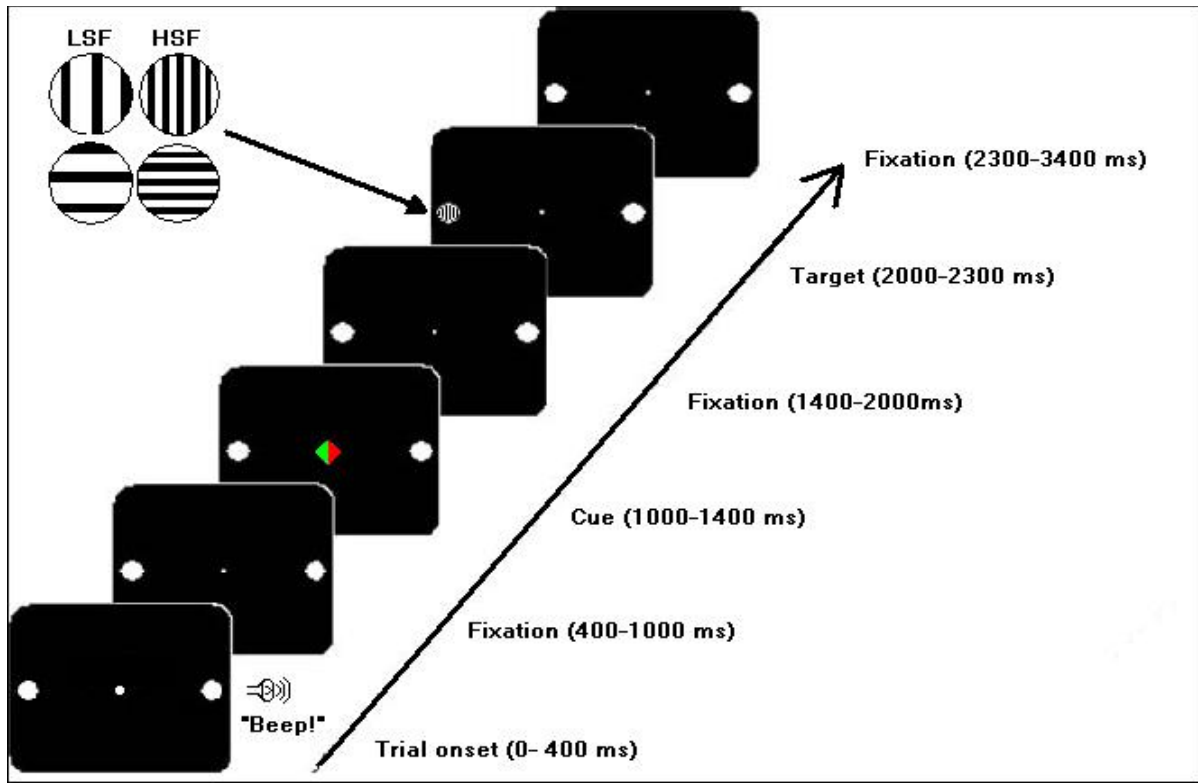 LSF HSF
Fixation (2300-3400 ms)
Target (2000-2300 ms)
Fixation (1400-2000ms)
Cue (1000-1400 ms)
Fixation (400-1000 ms)
"Beep!"
Trial onset (0- 400 ms)